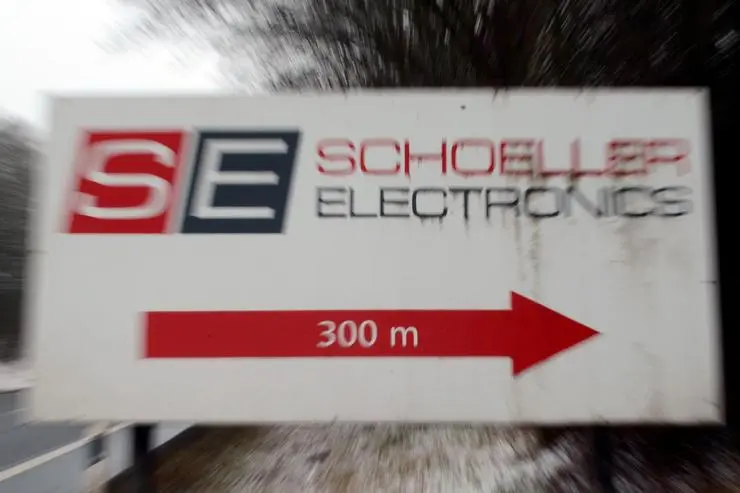 SE
SCHOELLER
ELECTRONICS
300 m